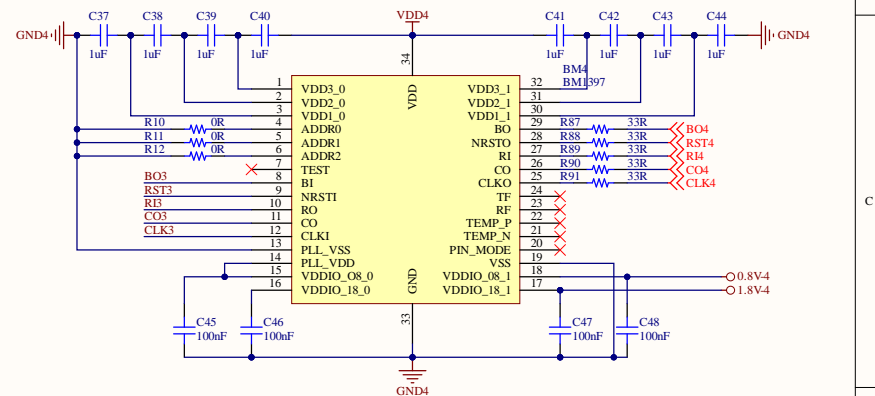 C37 C38 C39 C40 VDD4 C41 C42 C43 C44
GND4 GND4
1uF 1uF 1uF 1uF 1uF 1uF 1uF 1uF
34
VDD
BM4
BM1397
1 VDD3_0 VDD3_1 32
2 VDD2_0 VDD2_1 31
3 VDD1_0 VDD1_1 30
R10 0R 4 ADDR0 BO 29 R87 33R BO4
R11 0R 5 ADDR1 NRSTO 28 R88 33R RST4
R12 0R 6 ADDR2 RI 27 R89 33R RI4
7 TEST CO 26 R90 33R CO4
BO3 8 BI CLKO 25 R91 33R CLK4
RST3 9 NRSTI TF 24
RI3 10 RO RF 23
CO3 11 CO TEMP_P 22
CLK3 12 CLKI TEMP_N 21
13 PLL_VSS PIN_MODE 20
14 PLL_VDD VSS 19
15 VDDIO_O8_0 VDDIO_08_1 18 0.8V-4
16 VDDIO_18_0 VDDIO_18_1 17 1.8V-4
GND
33
C45 C46 C47 C48
100nF 100nF 100nF 100nF
GND4
C